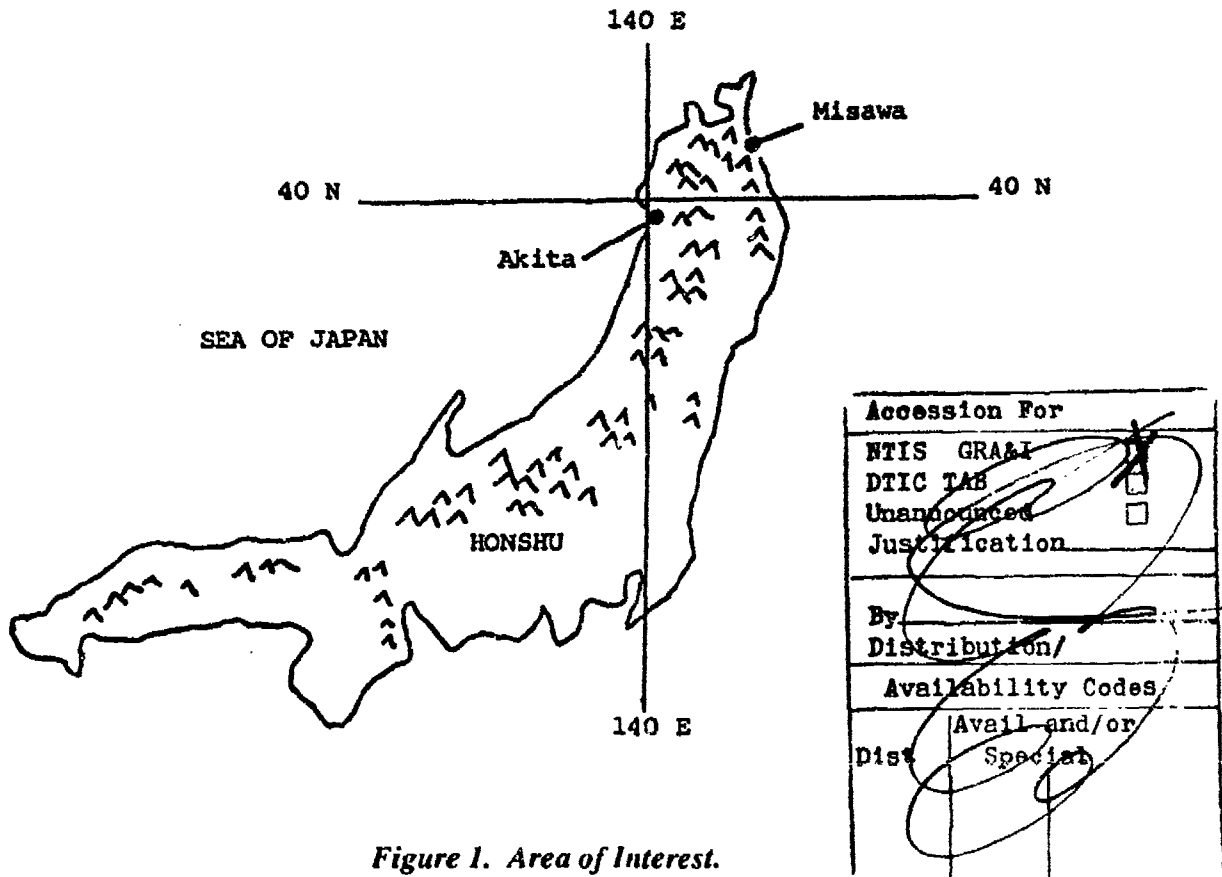 140 E
Misawa
40 N
40 N
Akita
SEA OF JAPAN
HONSHU
140 E
Figure 1. Area of Interest.
Accession For
NTIS GRA&I
DTIC TAB
Unannounced
Justification
By
Distribution/
Availability Codes
Avail and/or
Dist Special